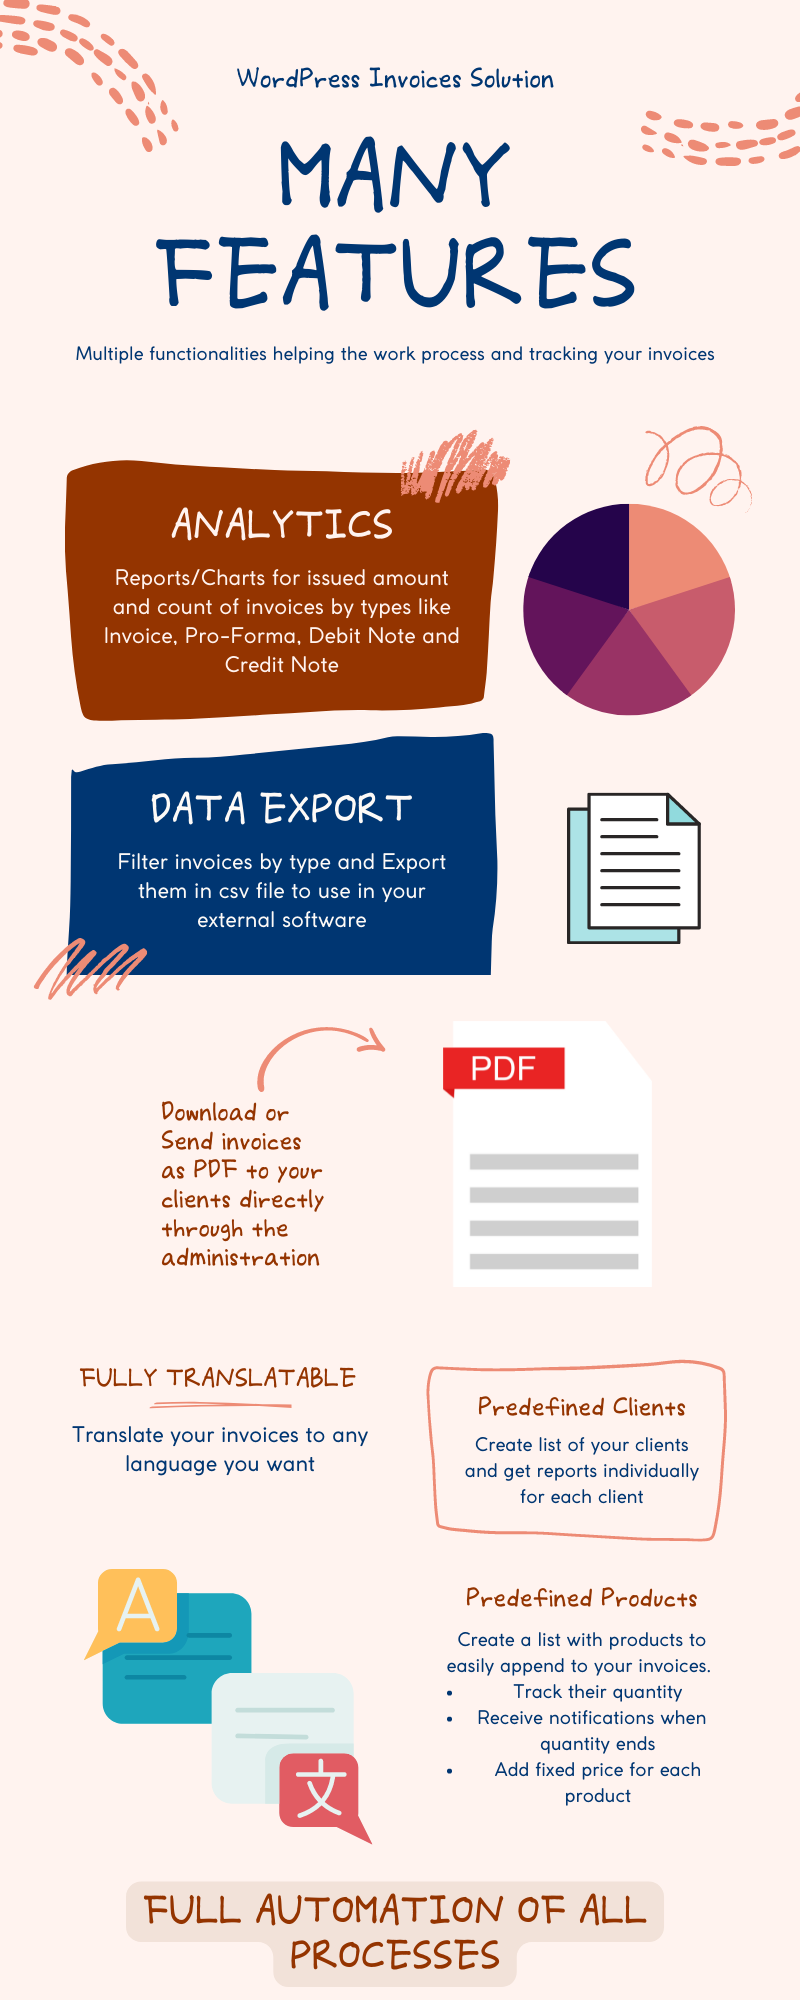 WordPress Invoices Solution
MANY
FEATURES
Multiple functionalities helping the work process and tracking your invoices
ANALYTICS
Reports/Charts for issued amount
and count of invoices by types like
Invoice, Pro-Forma, Debit Note and
Credit Note
DATA EXPORT
Filter invoices by type and Export
them in csv file to use in your
external software
Download or
Send invoices
as PDF to your
clients directly
through the
administration
PDF
FULLY TRANSLATABLE
Translate your invoices to any
language you want
Predefined Clients
Create list of your clients
and get reports individually
for each client
A
文
Predefined Products
Create a list with products to
easily append to your invoices.
• Track their quantity
• Receive notifications when
quantity ends
• Add fixed price for each
product
FULL AUTOMATION OF ALL
PROCESSES